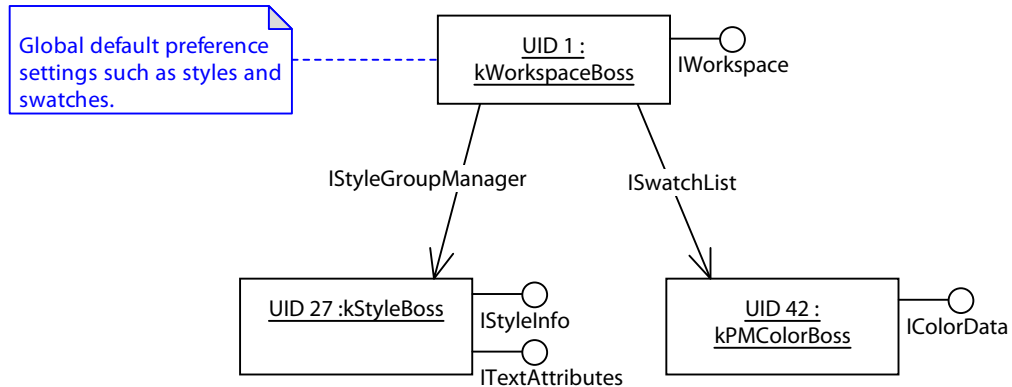 Global default preference
settings such as styles and
swatches.
UID 1 :
kWorkspaceBoss
IWorkspace
IStyleGroupManager
ISwatchList
UID 27 :kStyleBoss
IStyleInfo
ITextAttributes
UID 42 :
kPMColorBoss
IColorData